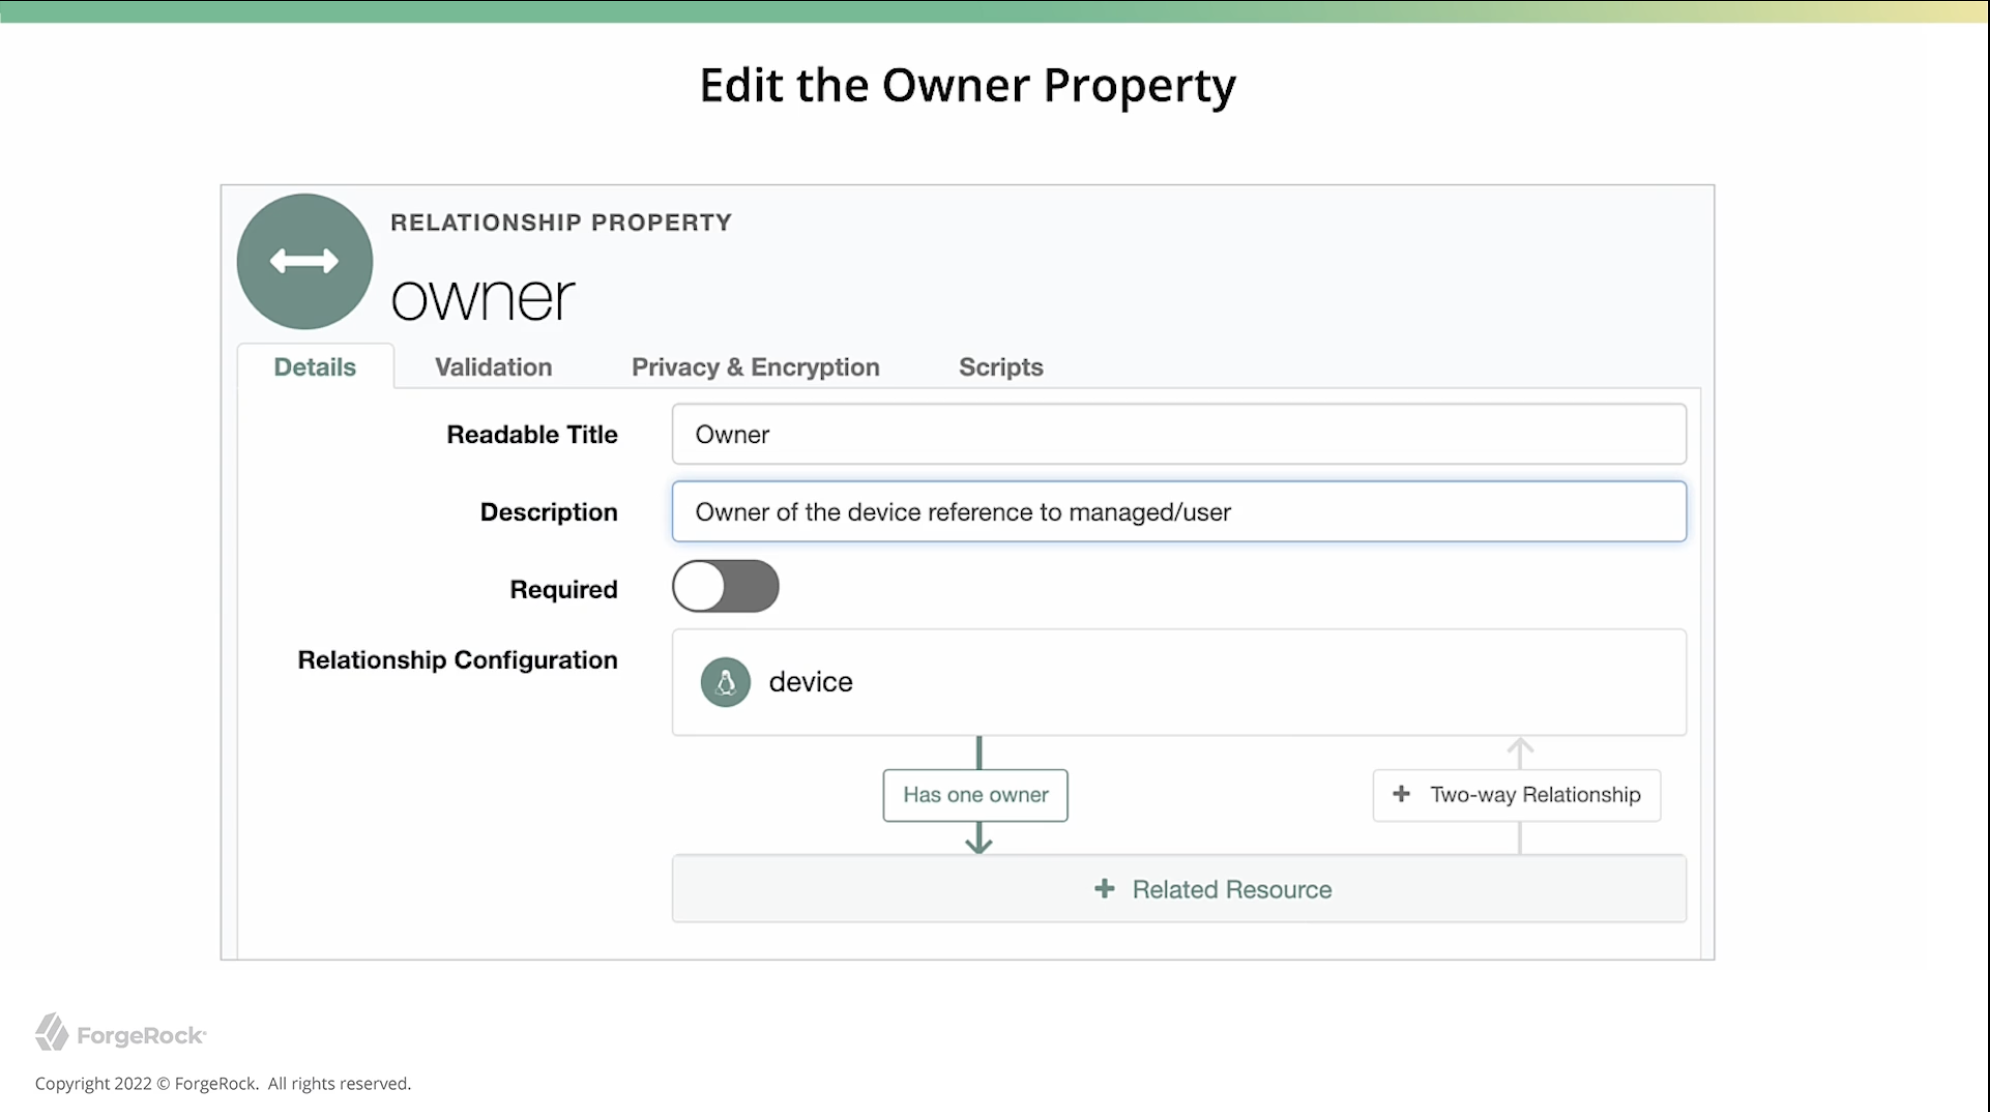 Edit the Owner Property
RELATIONSHIP PROPERTY
owner
Details Validation Privacy & Encryption Scripts
Readable Title Owner
Description Owner of the device reference to managed/user
Required
Relationship Configuration device
Has one owner + Two-way Relationship
+ Related Resource
ForgeRock
Copyright 2022 © ForgeRock. All rights reserved.